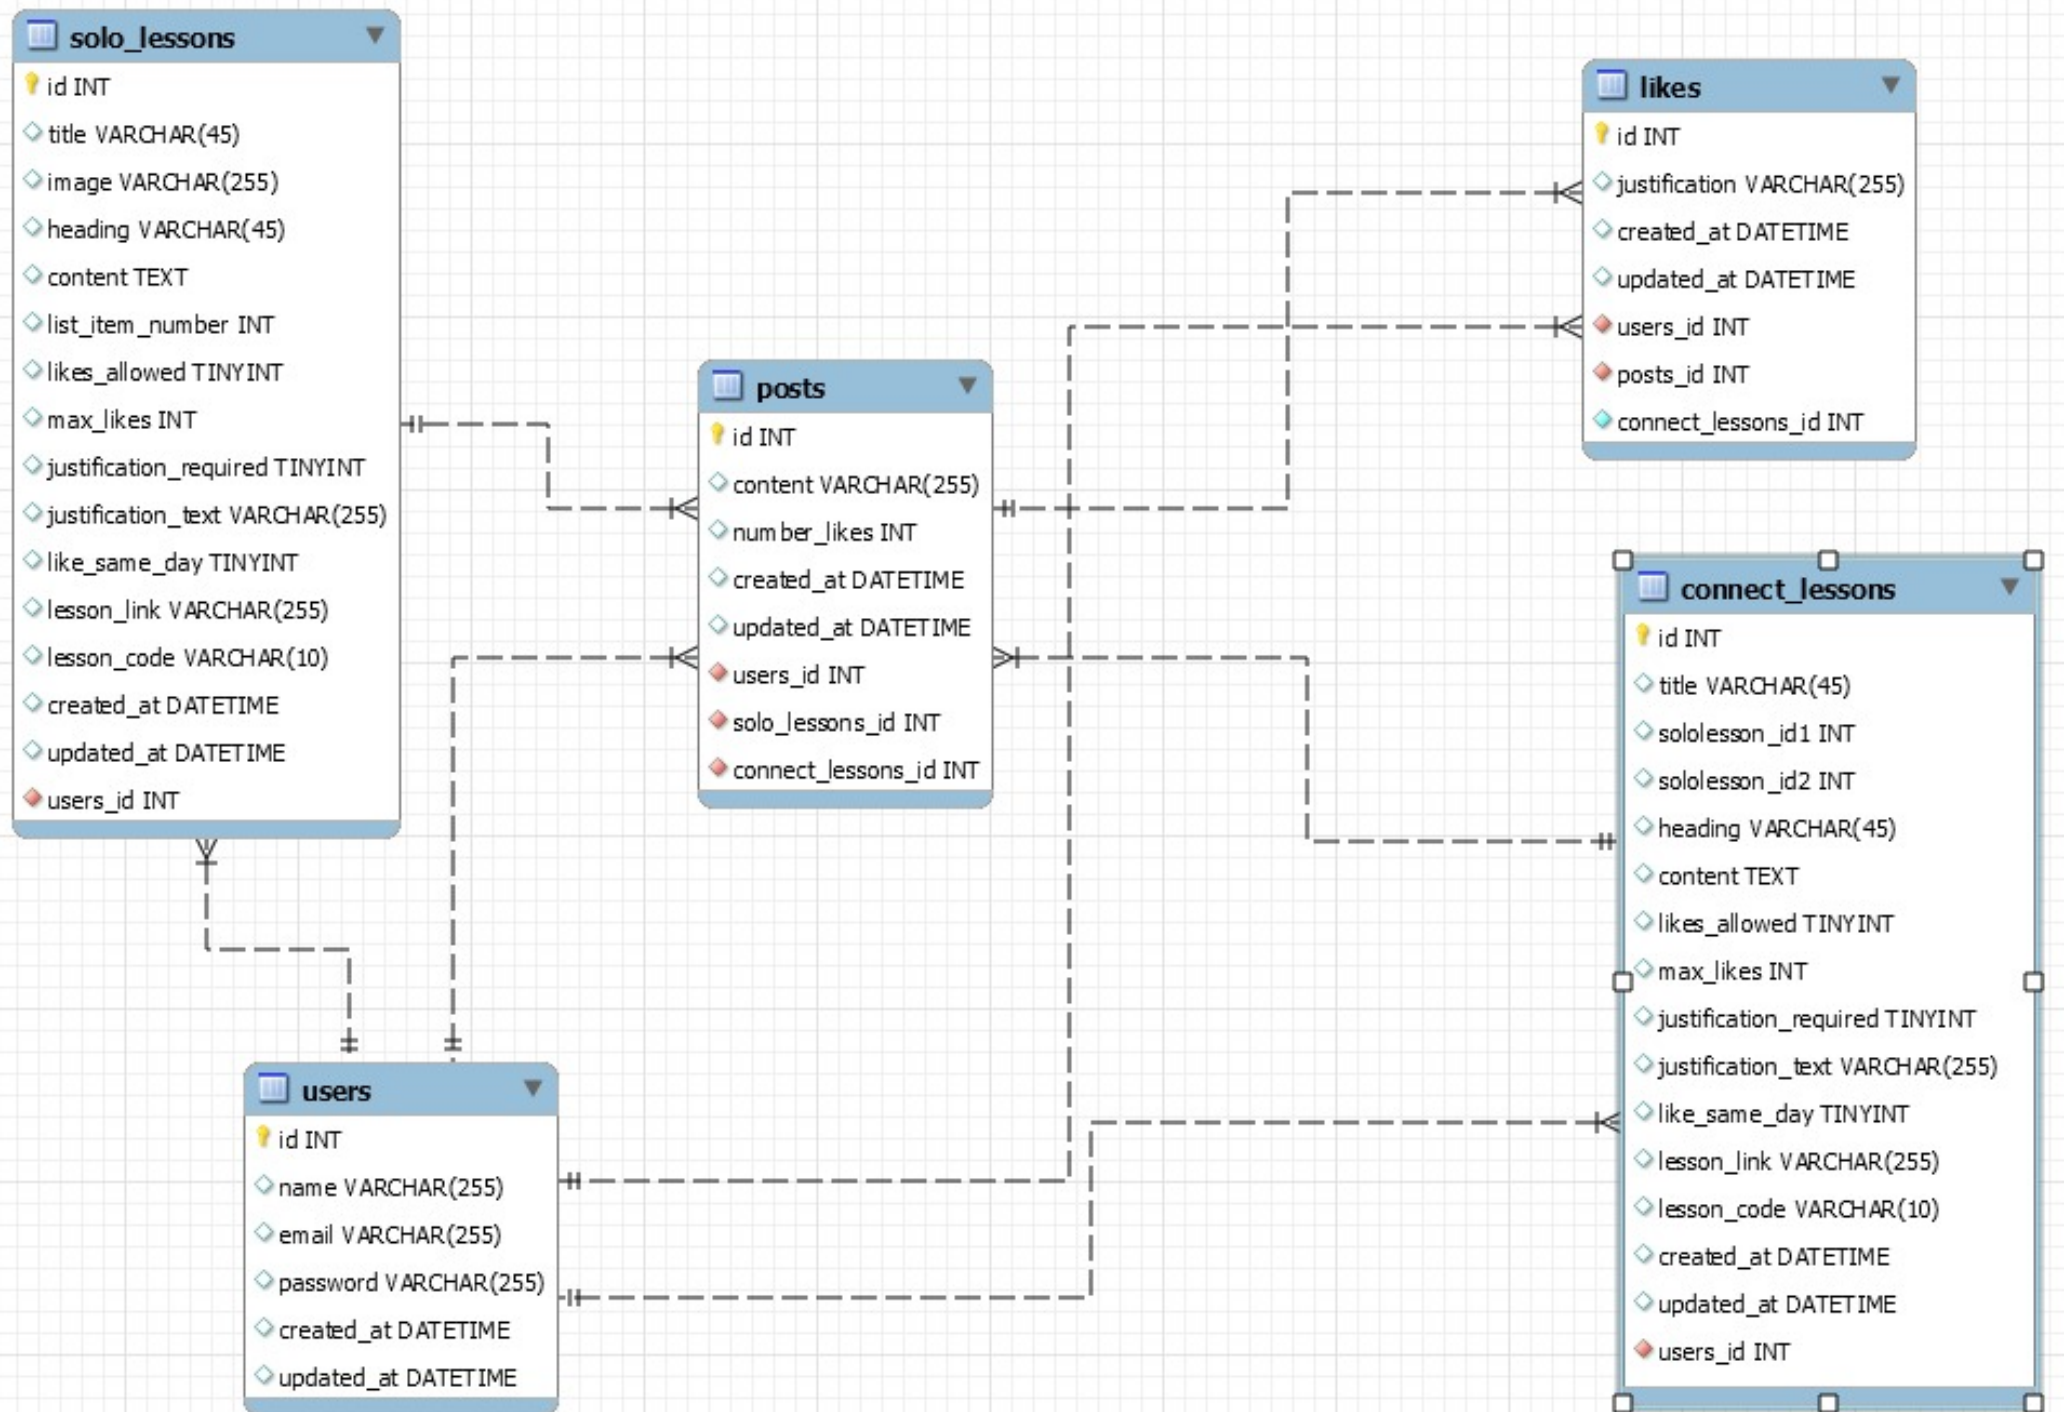 solo_lessons
id INT
title VARCHAR(45)
image VARCHAR(255)
heading VARCHAR(45)
content TEXT
list_item_number INT
likes_allowed TINYINT
max_likes INT
justification_required TINYINT
justification_text VARCHAR(255)
like_same_day TINYINT
lesson_link VARCHAR(255)
lesson_code VARCHAR(10)
created_at DATETIME
updated_at DATETIME
users_id INT
posts
id INT
content VARCHAR(255)
number_likes INT
created_at DATETIME
updated_at DATETIME
users_id INT
solo_lessons_id INT
connect_lessons_id INT
likes
id INT
justification VARCHAR(255)
created_at DATETIME
updated_at DATETIME
users_id INT
posts_id INT
connect_lessons_id INT
connect_lessons
id INT
title VARCHAR(45)
sololesson_id1 INT
sololesson_id2 INT
heading VARCHAR(45)
content TEXT
likes_allowed TINYINT
max_likes INT
justification_required TINYINT
justification_text VARCHAR(255)
like_same_day TINYINT
lesson_link VARCHAR(255)
lesson_code VARCHAR(10)
created_at DATETIME
updated_at DATETIME
users_id INT
users
id INT
name VARCHAR(255)
email VARCHAR(255)
password VARCHAR(255)
created_at DATETIME
updated_at DATETIME